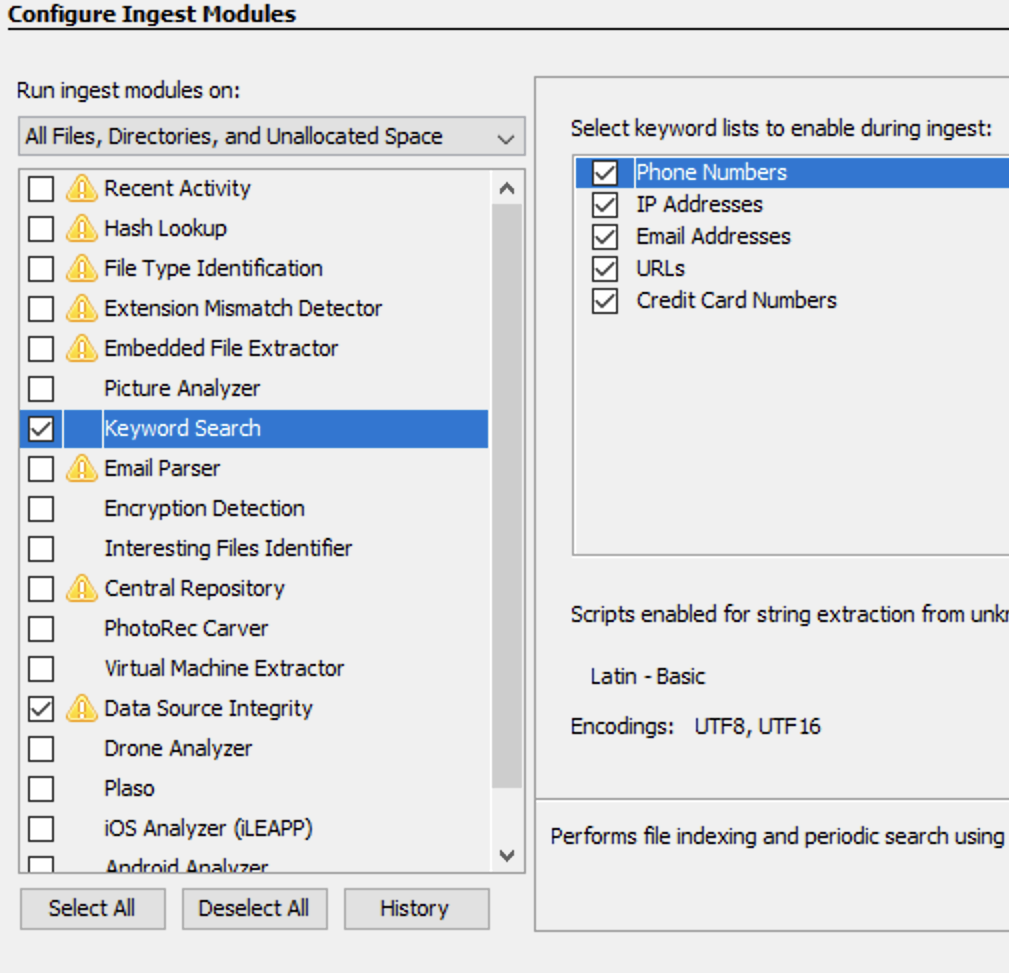 Configure Ingest Modules
Run ingest modules on:
All Files, Directories, and Unallocated Space
Recent Activity
Hash Lookup
File Type Identification
Extension Mismatch Detector
Embedded File Extractor
Picture Analyzer
Keyword Search
Email Parser
Encryption Detection
Interesting Files Identifier
Central Repository
PhotoRec Carver
Virtual Machine Extractor
Data Source Integrity
Drone Analyzer
Plaso
iOS Analyzer (iLEAPP)
Android Analyzer
Select All
Deselect All
History
Select keyword lists to enable during ingest:
Phone Numbers
IP Addresses
Email Addresses
URLs
Credit Card Numbers
Scripts enabled for string extraction from
Latin - Basic
Encodings: UTF8, UTF16
Performs file indexing and periodic search using